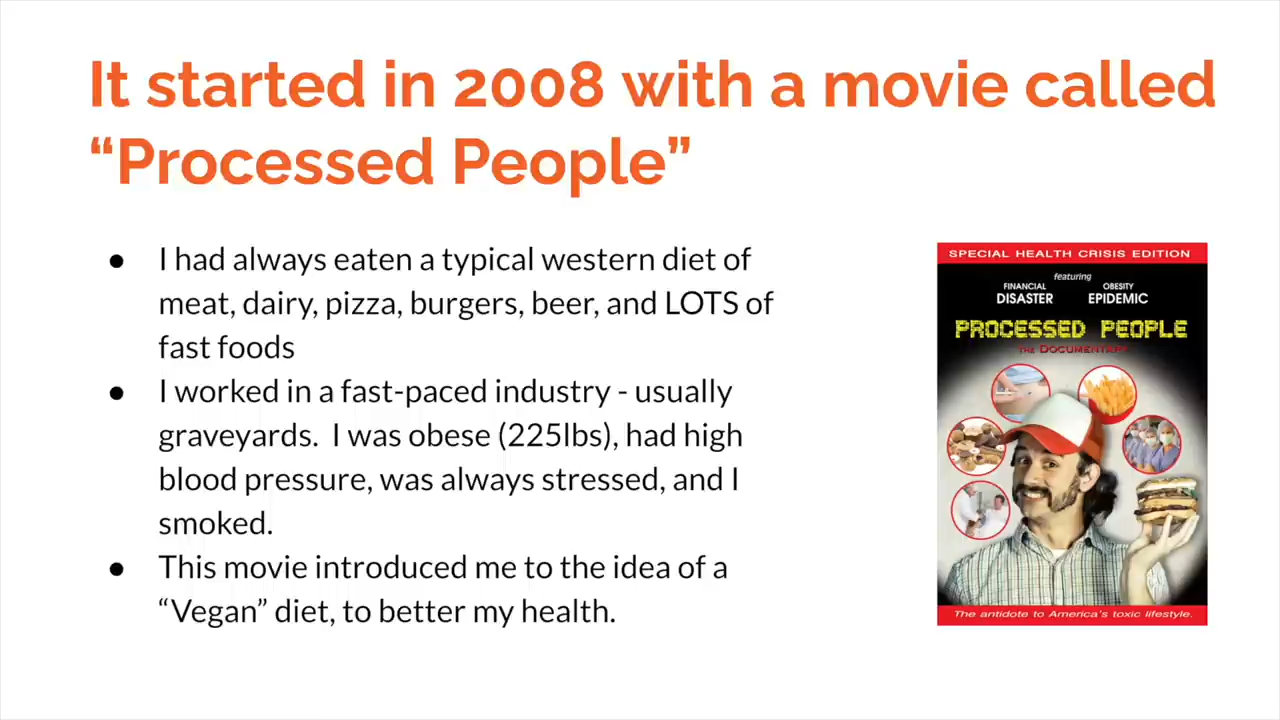 It started in 2008 with a movie called
“Processed People”
● I had always eaten a typical western diet of
meat, dairy, pizza, burgers, beer, and LOTS of
fast foods
● I worked in a fast-paced industry - usually
graveyards.  I was obese (225lbs), had high
blood pressure, was always stressed, and I
smoked.
● This movie introduced me to the idea of a
“Vegan” diet, to better my health.
SPECIAL HEALTH CRISIS EDITION
featuring
FINANCIAL
DISASTER
OBESITY
EPIDEMIC
PROCESSED PEOPLE
THE DOCUMENTARY
The antidote to America's toxic lifestyle.